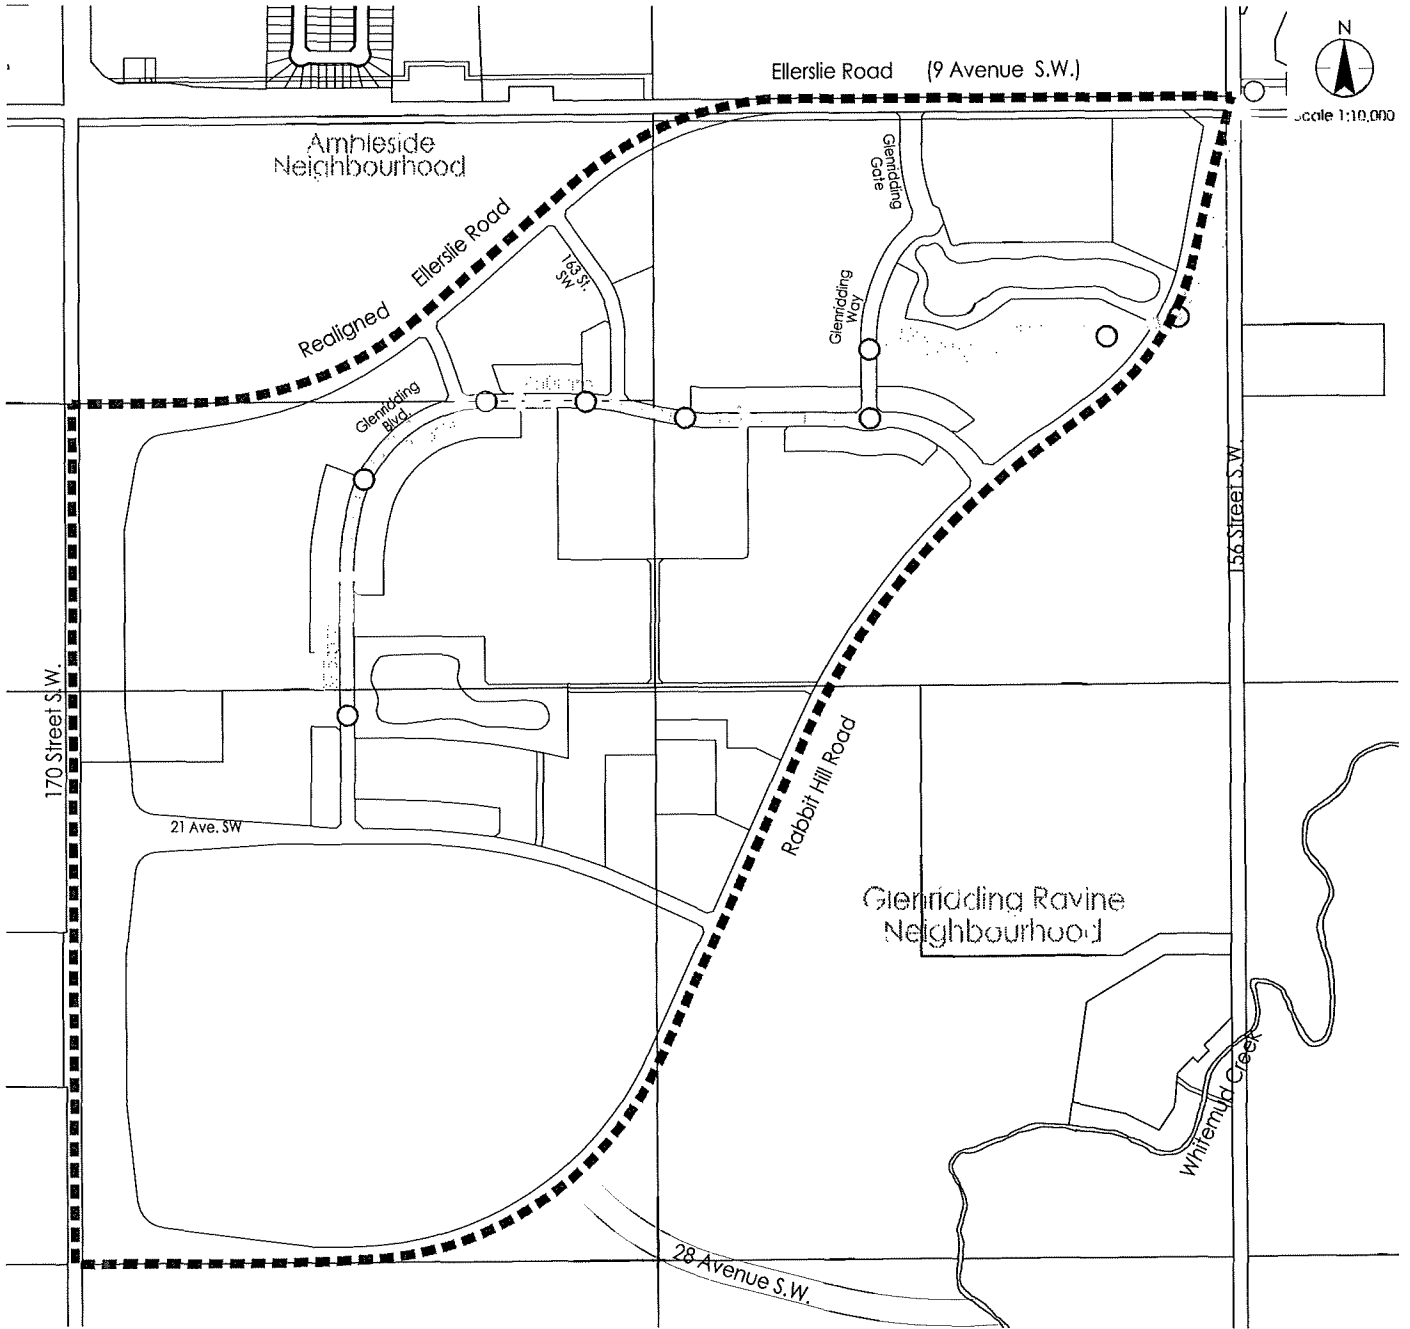 N
Ellerslie Road (9 Avenue S.W.)
Scale 1:10,000
Ambleside
Neighbourhood
Glenridding
Gate
Ellerslie Road
Realigned
163 St.
SW
Glenridding
Way
Glenridding
Blvd.
156 Street S.W.
170 Street S.W.
Rabbit Hill Road
21 Ave. SW
Glenridding Ravine
Neighbourhood
Whitemud Creek
28 Avenue S.W.